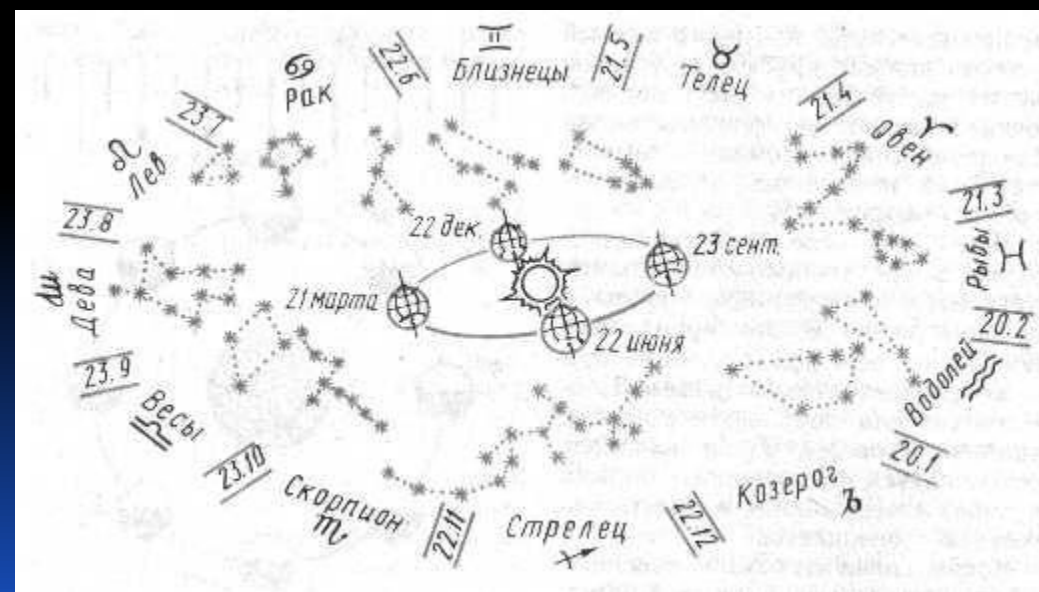 22.6
Близнецы
21.5
Телец
21.4
Овен
21.3
Рыбы
20.2
Водолей
20.1
Козерог
22.12
Стрелец
22.11
Скорпион
23.10
Весы
23.9
Дева
23.8
Лев
23.7
Рак
22 дек.
23 сент.
21 марта
22 июня